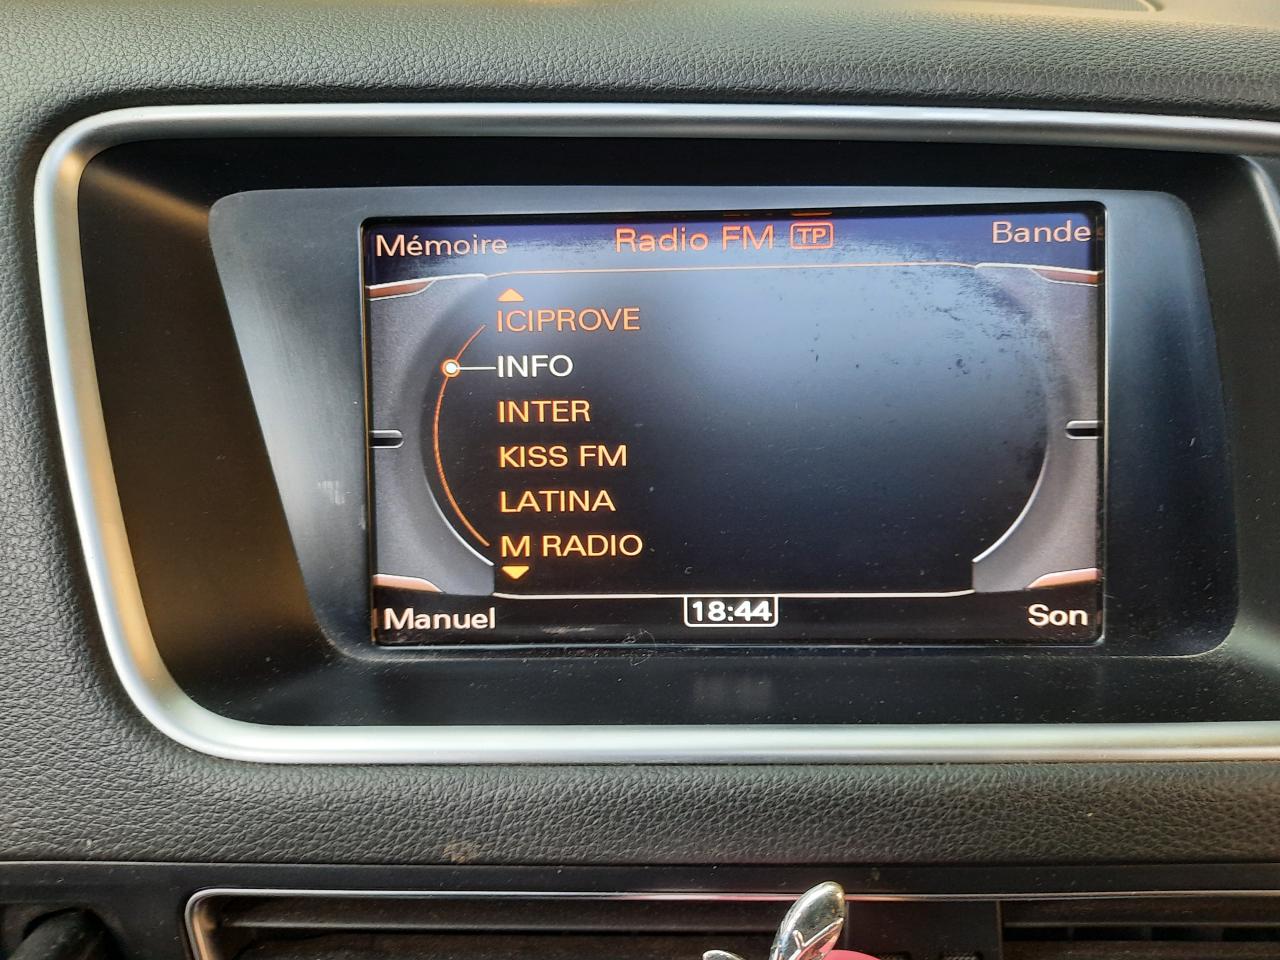 Mémoire Radio FM TP Bande
ICIPROVE
INFO
INTER
KISS FM
LATINA
M RADIO
Manuel 18:44 Son